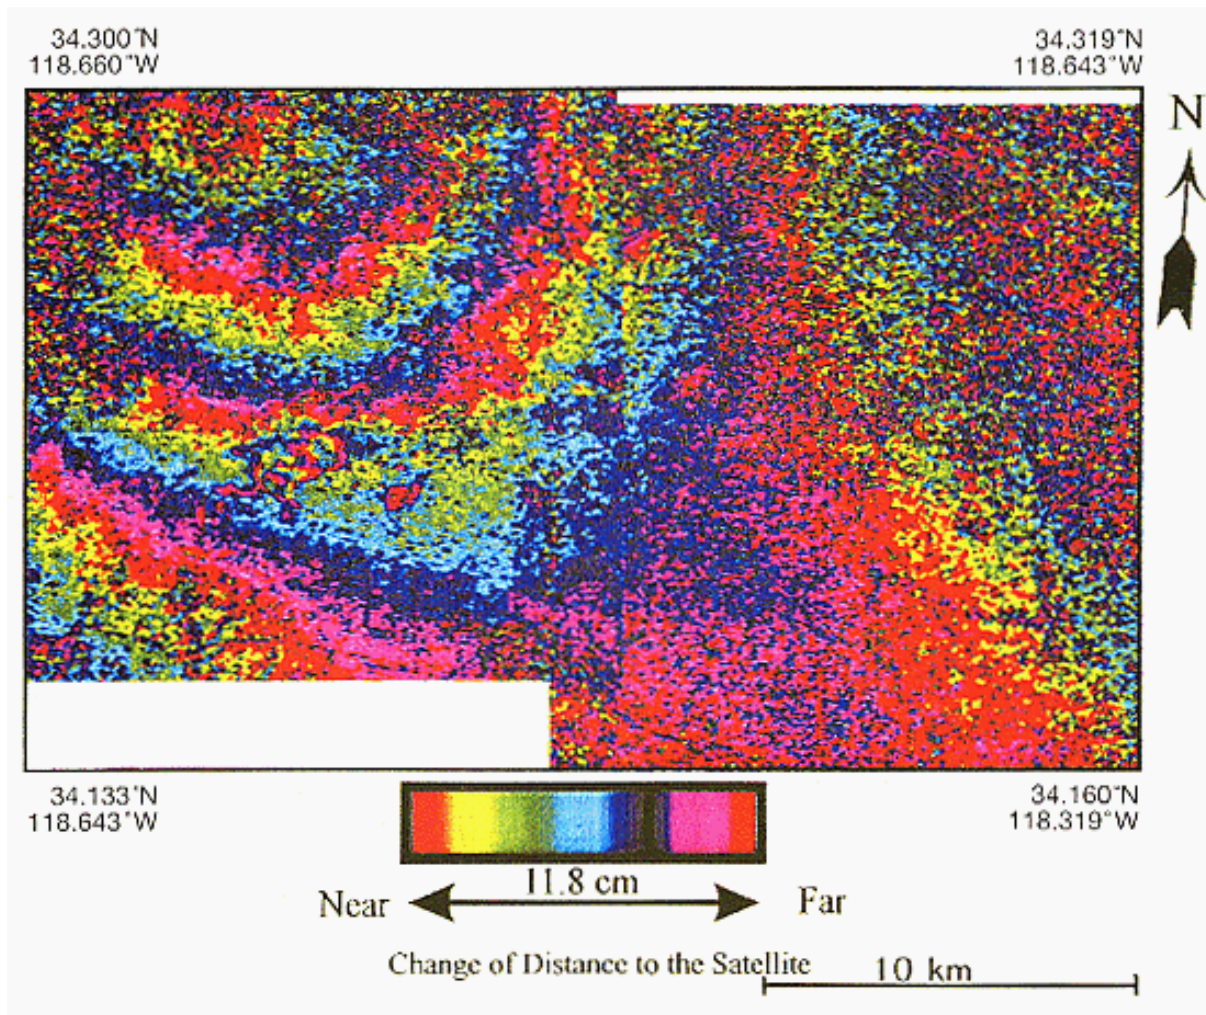 34.300°N
118.660°W
34.319°N
118.643°W
N
34.133°N
118.643°W
34.160°N
118.319°W
11.8 cm
Near
Far
Change of Distance to the Satellite
10 km